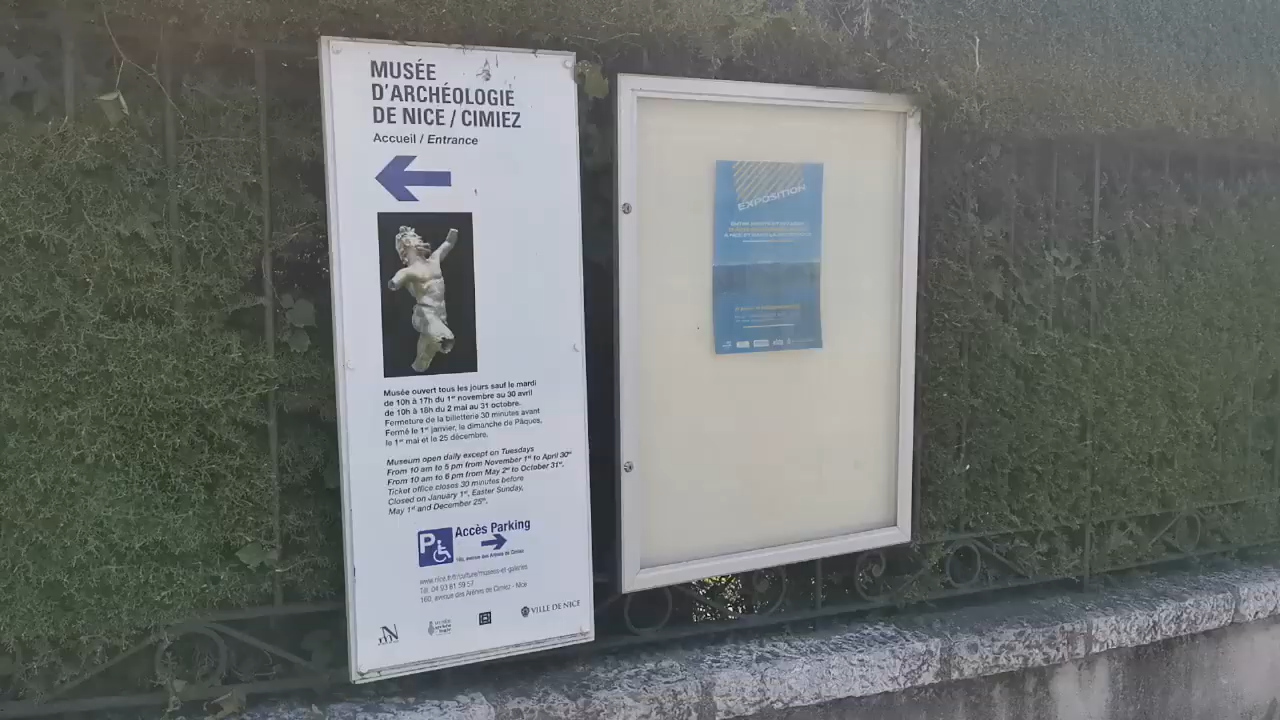 MUSÉE
D'ARCHÉOLOGIE
DE NICE / CIMIEZ
Accueil / Entrance
Musée ouvert tous les jours sauf le mardi
de 10h à 17h du 1er novembre au 30 avril
de 10h à 18h du 2 mai au 31 octobre.
Fermeture de la billetterie 30 minutes avant
Fermé le 1er janvier, le dimanche de Pâques,
le 1er mai et le 25 décembre.
Museum open daily except on Tuesdays
From 10 am to 5 pm from November 1st to April 30th
From 10 am to 6 pm from May 2nd to October 31st.
Ticket office closes 30 minutes before
Closed on January 1st, Easter Sunday,
May 1st and December 25th.
P
Accès Parking
160, avenue des Arènes de Cimiez
www.nice.fr/fr/culture/musees-et-galeries
Tél. 04 93 81 59 57
160, avenue des Arènes de Cimiez - Nice
VILLE DE NICE
EXPOSITION